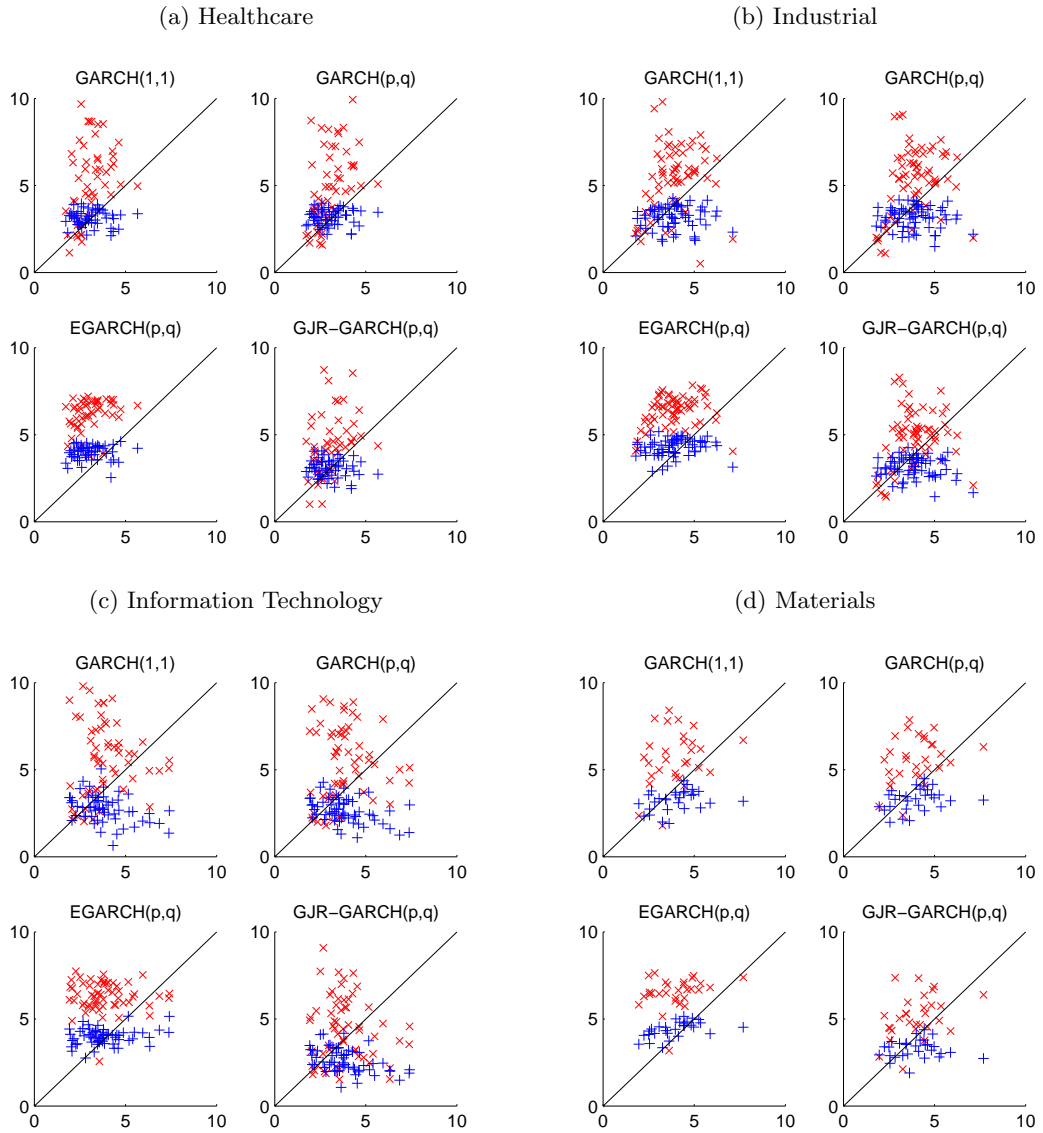 (a) Healthcare
(b) Industrial
GARCH(1,1)
GARCH(p,q)
GARCH(1,1)
GARCH(p,q)
10
5
0
0 5 10
10
5
0
0 5 10
10
5
0
0 5 10
10
5
0
0 5 10
EGARCH(p,q)
GJR−GARCH(p,q)
EGARCH(p,q)
GJR−GARCH(p,q)
10
5
0
0 5 10
10
5
0
0 5 10
10
5
0
0 5 10
10
5
0
0 5 10
(c) Information Technology
(d) Materials
GARCH(1,1)
GARCH(p,q)
GARCH(1,1)
GARCH(p,q)
10
5
0
0 5 10
10
5
0
0 5 10
10
5
0
0 5 10
10
5
0
0 5 10
EGARCH(p,q)
GJR−GARCH(p,q)
EGARCH(p,q)
GJR−GARCH(p,q)
10
5
0
0 5 10
10
5
0
0 5 10
10
5
0
0 5 10
10
5
0
0 5 10